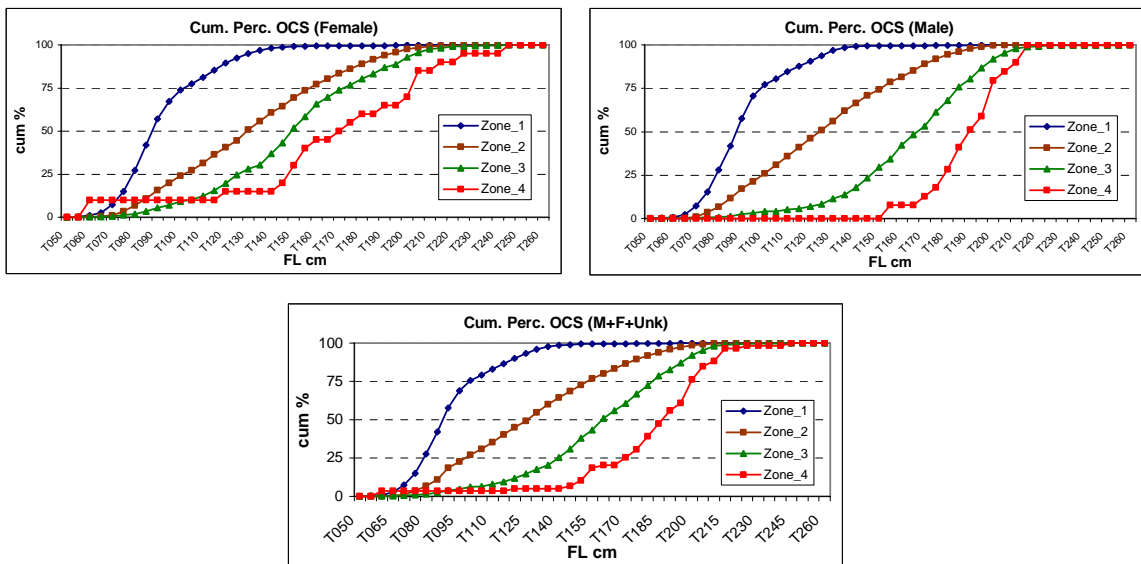 Cum. Perc. OCS (Female)
cum %
100
75
50
25
0
Zone_1
Zone_2
Zone_3
Zone_4
T050 T060 T070 T080 T090 T100 T110 T120 T130 T140 T150 T160 T170 T180 T190 T200 T210 T220 T230 T240 T250 T260
FL cm
Cum. Perc. OCS (Male)
cum %
100
75
50
25
0
Zone_1
Zone_2
Zone_3
Zone_4
T050 T060 T070 T080 T090 T100 T110 T120 T130 T140 T150 T160 T170 T180 T190 T200 T210 T220 T230 T240 T250 T260
FL cm
Cum. Perc. OCS (M+F+Unk)
cum %
100
75
50
25
0
Zone_1
Zone_2
Zone_3
Zone_4
T050 T065 T080 T095 T110 T125 T140 T155 T170 T185 T200 T215 T230 T245 T260
FL cm